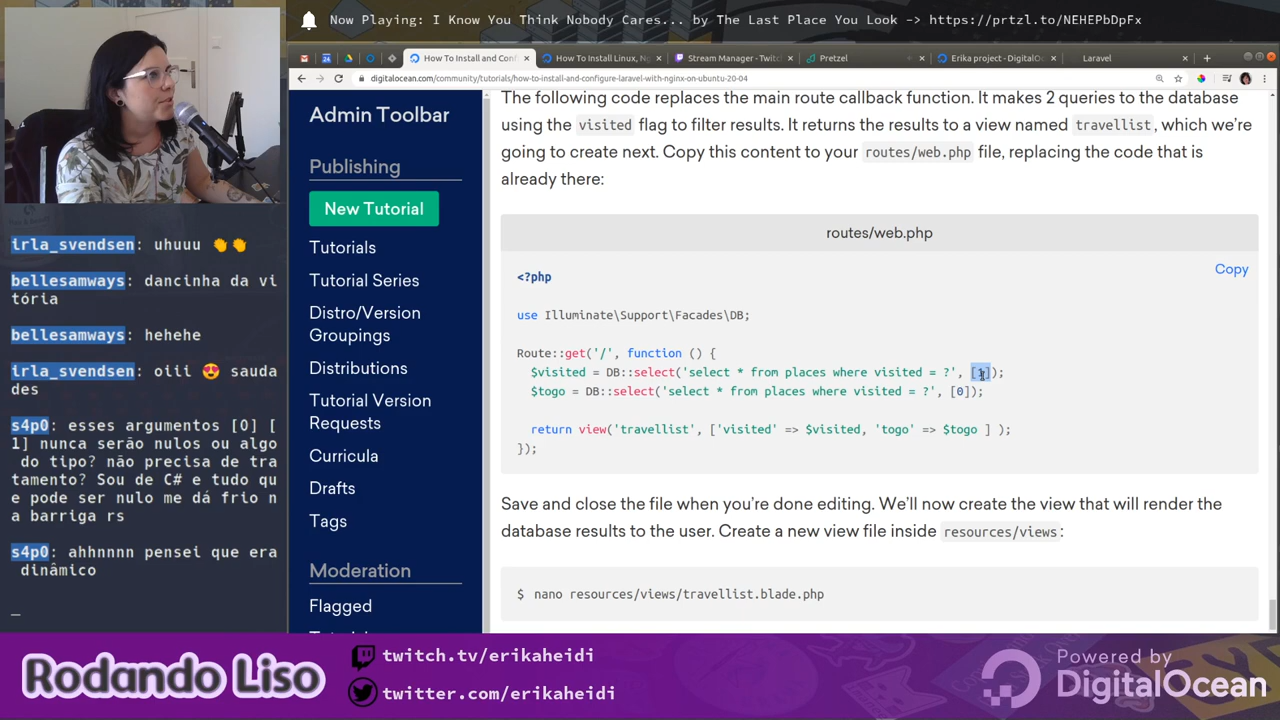 Now Playing: I Know You Think Nobody Cares... by The Last Place You Look -> https://prtzl.to/NEHEPbDpFx
How To Install and Conf
How To Install Linux, Ng
Stream Manager - Twitch
Pretzel
Erika project - DigitalO
Laravel
digitalocean.com/community/tutorials/how-to-install-and-configure-laravel-with-nginx-on-ubuntu-20-04
Admin Toolbar
Publishing
New Tutorial
Tutorials
Tutorial Series
Distro/Version
Groupings
Distributions
Tutorial Version
Requests
Curricula
Drafts
Tags
Moderation
Flagged
The following code replaces the main route callback function. It makes 2 queries to the database
using the visited flag to filter results. It returns the results to a view named travellist, which we’re
going to create next. Copy this content to your routes/web.php file, replacing the code that is
already there:
routes/web.php
Copy
<?php
use Illuminate\Support\Facades\DB;
Route::get('/', function () {
$visited = DB::select('select * from places where visited = ?', [1]);
$togo = DB::select('select * from places where visited = ?', [0]);
return view('travellist', ['visited' => $visited, 'togo' => $togo ] );
});
Save and close the file when you’re done editing. We’ll now create the view that will render the
database results to the user. Create a new view file inside resources/views:
$ nano resources/views/travellist.blade.php
irla_svendsen: uhuuu 👏👏
bellesamways: dancinha da vi
tória
bellesamways: hehehe
irla_svendsen: oiii 😍 sauda
des
s4p0: esses argumentos [0] [
1] nunca serão nulos ou algo
do tipo? não precisa de tra
tamento? Sou de C# e tudo qu
e pode ser nulo me dá frio n
a barriga rs
s4p0: ahhnnnn pensei que era
dinâmico
Rodando Liso
twitch.tv/erikaheidi
twitter.com/erikaheidi
Powered by
DigitalOcean